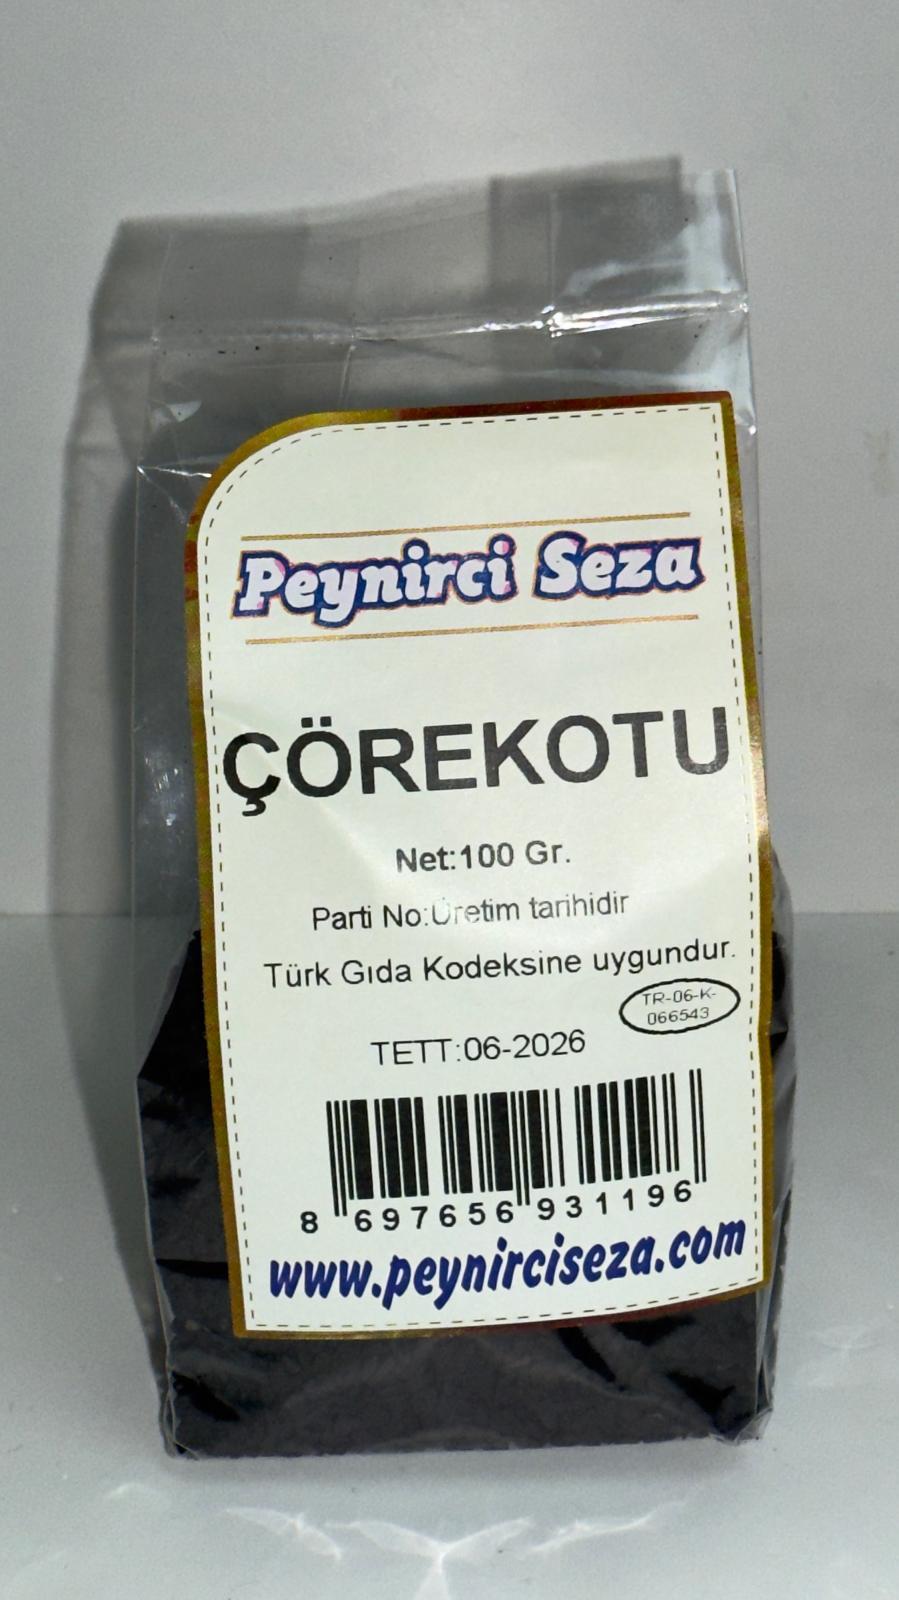 Peynirci Seza
ÇÖREKOTU
Net:100 Gr.
Parti No:Üretim tarihidir
Türk Gıda Kodeksine uygundur.
TR-06-K-
066543
TETT:06-2026
8 697656 931196
www.peynirciseza.com